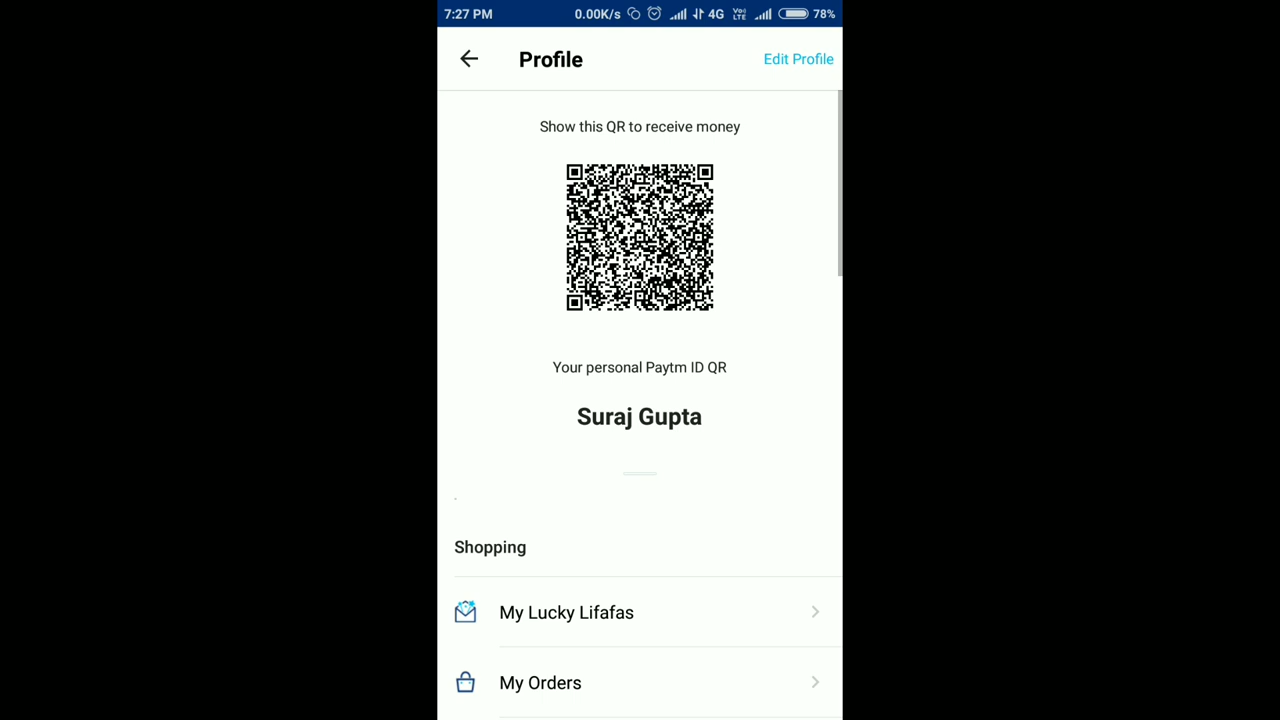 7:27 PM 0.00K/s 4G VoLTE 78%
Profile Edit Profile
Show this QR to receive money
Your personal Paytm ID QR
Suraj Gupta
Shopping
My Lucky Lifafas
My Orders